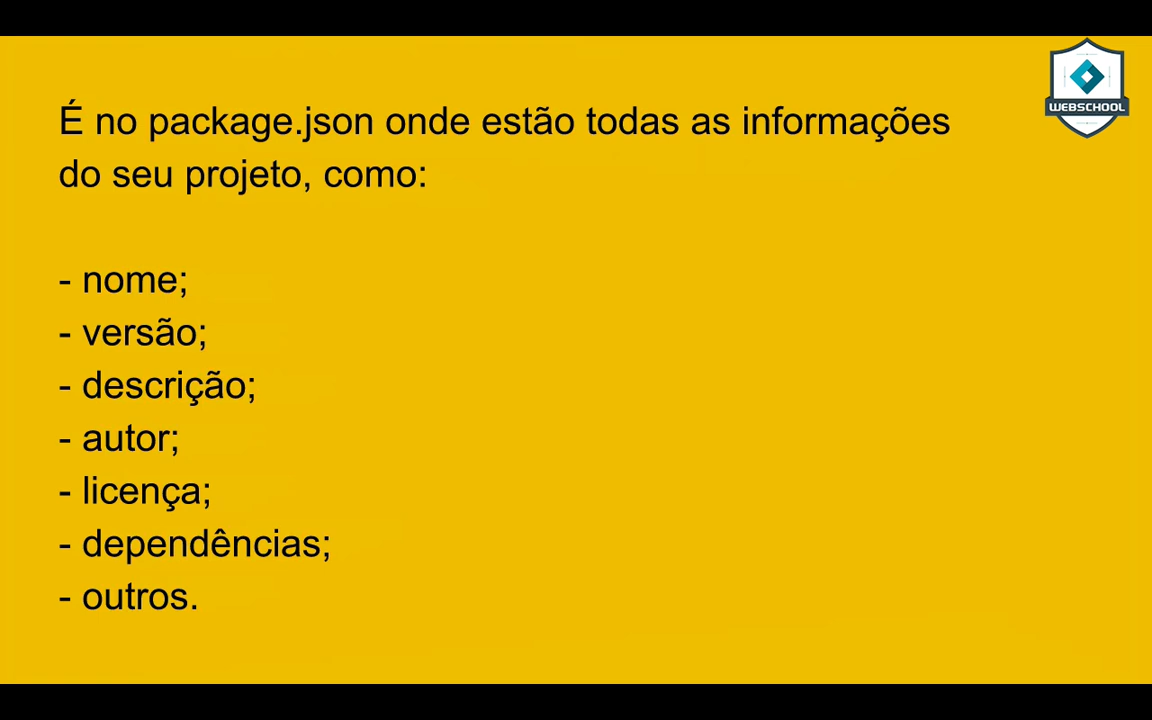 É no package.json onde estão todas as informações
do seu projeto, como:
- nome;
- versão;
- descrição;
- autor;
- licença;
- dependências;
- outros.
WEBSCHOOL